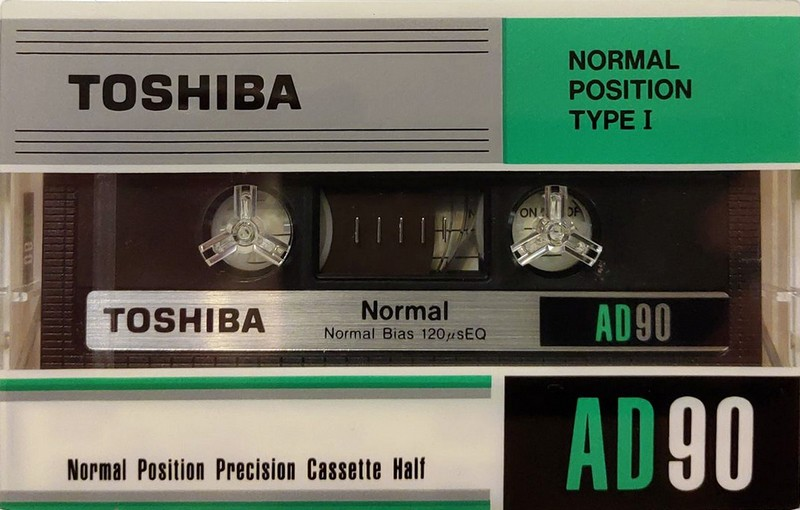 TOSHIBA
NORMAL
POSITION
TYPE I
ON
TOSHIBA
Normal
Normal Bias 120μsEQ
AD90
Normal Position Precision Cassette Half
AD90